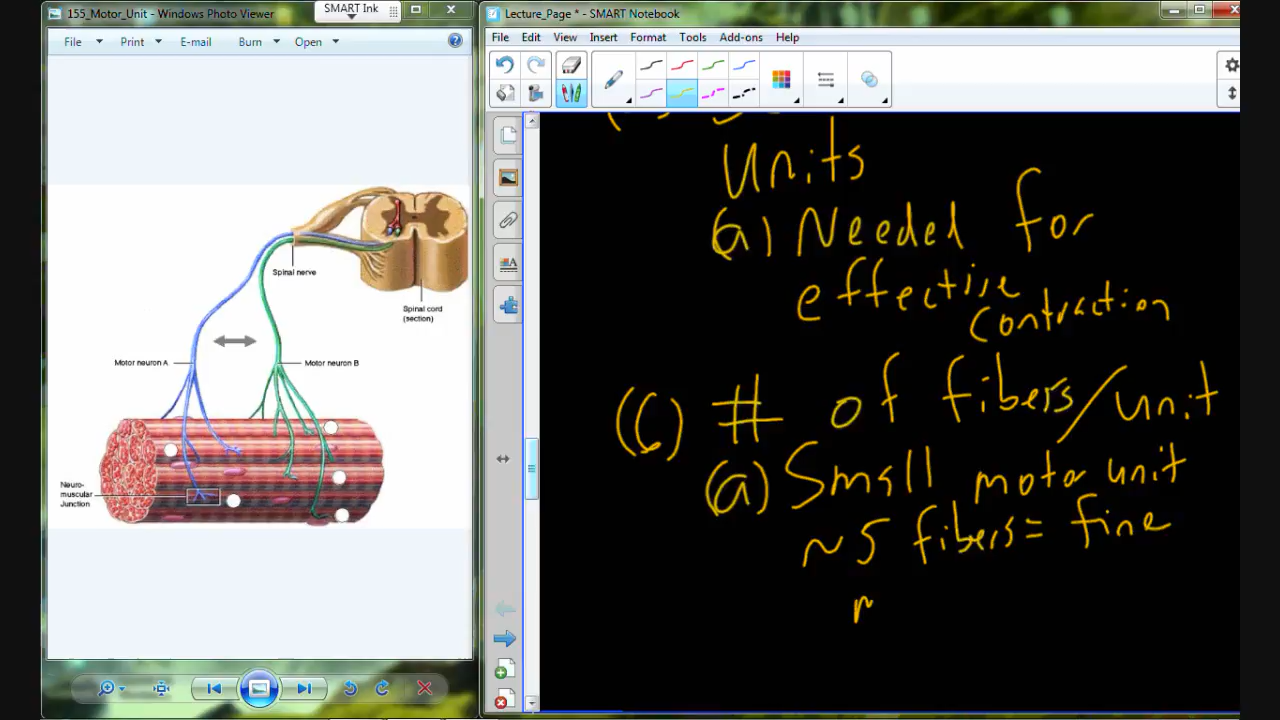 155_Motor_Unit - Windows Photo Viewer
SMART Ink
File Print E-mail Burn Open
Spinal nerve
Spinal cord
(section)
Motor neuron A
Motor neuron B
Neuro-
muscular
Junction
Lecture_Page * - SMART Notebook
File Edit View Insert Format Tools Add-ons Help
Units
(a) Needed for
effective
contraction
(6) # of fibers/unit
(a) Small motor unit
~5 fibers = fine